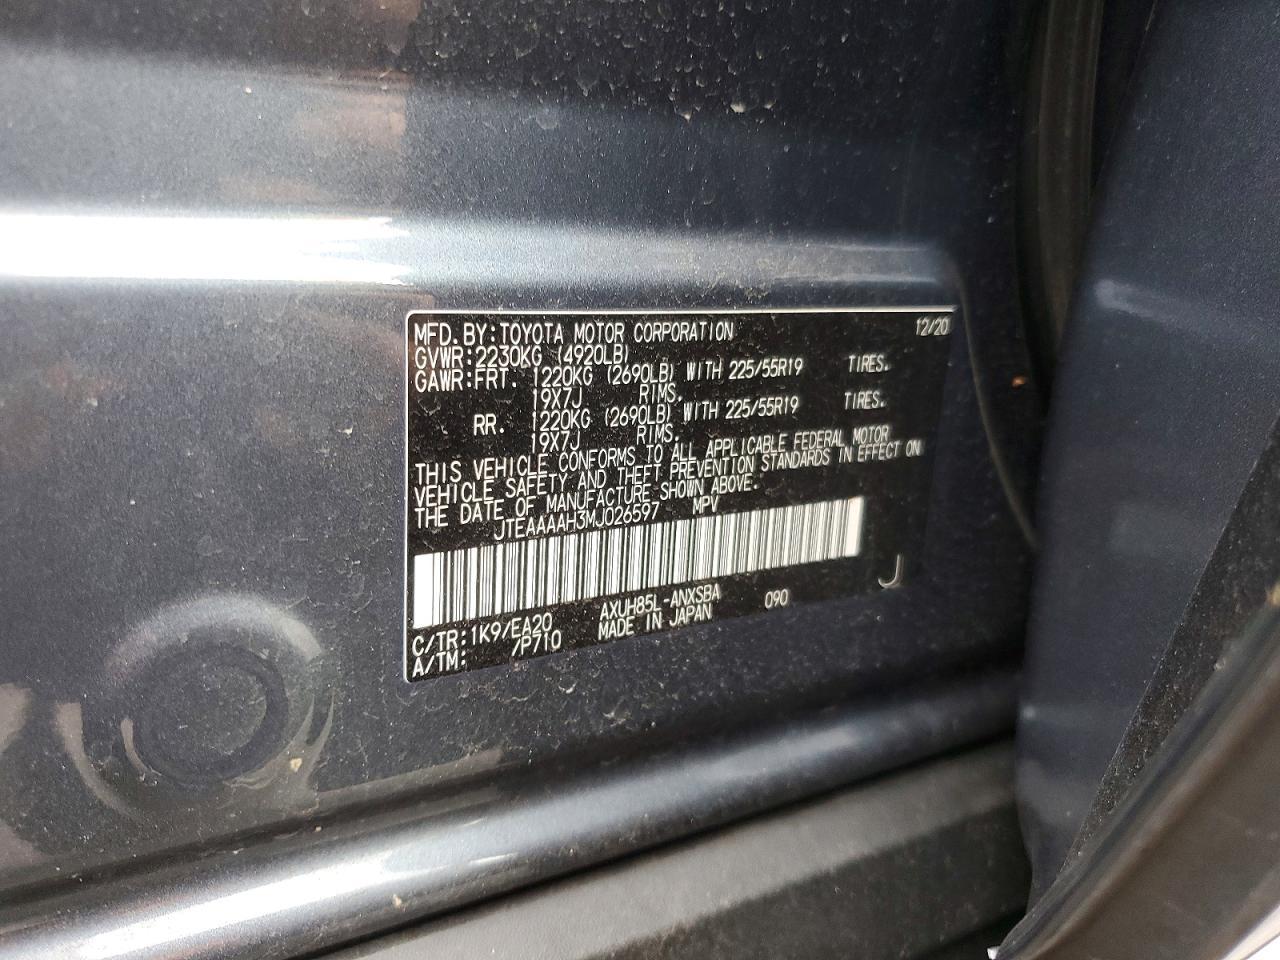 MFD.BY:TOYOTA MOTOR CORPORATION 12/20
GVWR:2230KG (4920LB)
GAWR:FRT. 1220KG (2690LB) WITH 225/55R19 TIRES.
19X7J RIMS.
RR. 1220KG (2690LB) WITH 225/55R19 TIRES.
19X7J RIMS.
THIS VEHICLE CONFORMS TO ALL APPLICABLE FEDERAL MOTOR
VEHICLE SAFETY AND THEFT PREVENTION STANDARDS IN EFFECT ON
THE DATE OF MANUFACTURE SHOWN ABOVE.
JTEAAAAH3MJ026597 MPV
J
C/TR:1K9/EA20 AXUH85L-ANXSBA 090
A/TM: 7P710 MADE IN JAPAN